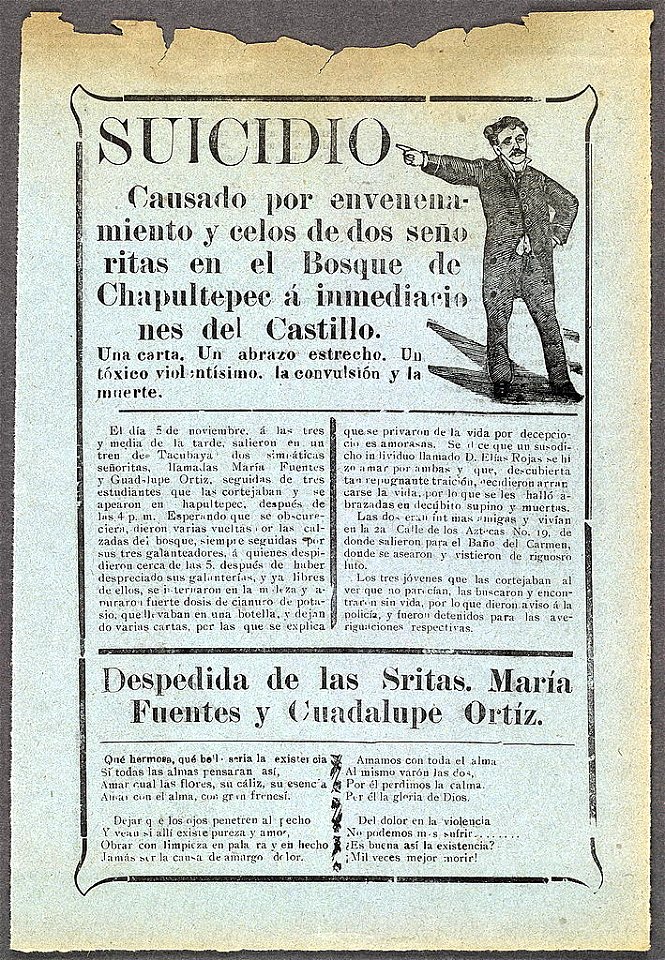 SUICIDIO
Causado por envenena-
miento y celos de dos seño
ritas en el Bosque de
Chapultepec á inmediacio
nes del Castillo.
Una carta. Un abrazo estrecho. Un
tóxico violentísimo. la convulsión y la
muerte.
El día 5 de noviembre, á las tres
y media de la tarde, salieron en un
tren de Tacubaya dos simpáticas
señoritas, llamadas María Fuentes
y Guadalupe Ortiz, seguidas de tres
estudiantes que las cortejaban y se
apearon en hapultepec, después de
las 4 p. m. Esperando que se obscure-
ciera, dieron varias vueltas por las cal-
zadas del bosque, siempre seguidas por
sus tres galanteadores, á quienes despi-
dieron cerca de las 5, después de haber
despreciado sus galanterías, y ya libres
de ellos, se internaron en la maleza y a-
puraron fuerte dosis de cianuro de pota-
sio, que llevaban en una botella, y dejan
do varias cartas, per las que se explica
que se privaron de la vida por decepcio-
cio es amorosas. Se dice que un susodi-
cho individuo llamado D. Elías Rojas se hi
zo amar por ambas y que, descubierta
tan repugnante traición, decidieron arran
carse la vida, por lo que se les halló a-
brazadas en decúbito supino y muertas.
Las dos eran íntimas amigas y vivían
en la 2a Calle de los Aztecas No. 19, de
donde salieron para el Baño del Carmen,
donde se asearon y vistieron de riguroso
luto.
Los tres jóvenes que las cortejaban al
ver que no parecían, las buscaron y encon-
traron sin vida, por lo que dieron aviso á la
policía, y fueron detenidos para las ave-
riguaciones respectivas.
Despedida de las Sritas. María
Fuentes y Guadalupe Ortíz.
Qué hermosa, qué bella seria la existencia
Si todas las almas pensaran así,
Amar cual las flores, su cáliz, su esencia
Amar con el alma, con gran frenesí.
Dejar que los ojos penetren al pecho
Y vean si allí existe pureza y amor,
Obrar con limpieza en palabra y en hecho
Jamás ser la causa de amargo dolor.
Amamos con toda el alma
Al mismo varón las dos,
Por él perdimos la calma.
Por él la gloria de Dios.
Del dolor en la violencia
No podemos más sufrir........
¿Es buena así la existencia?
¡Mil veces mejor morir!